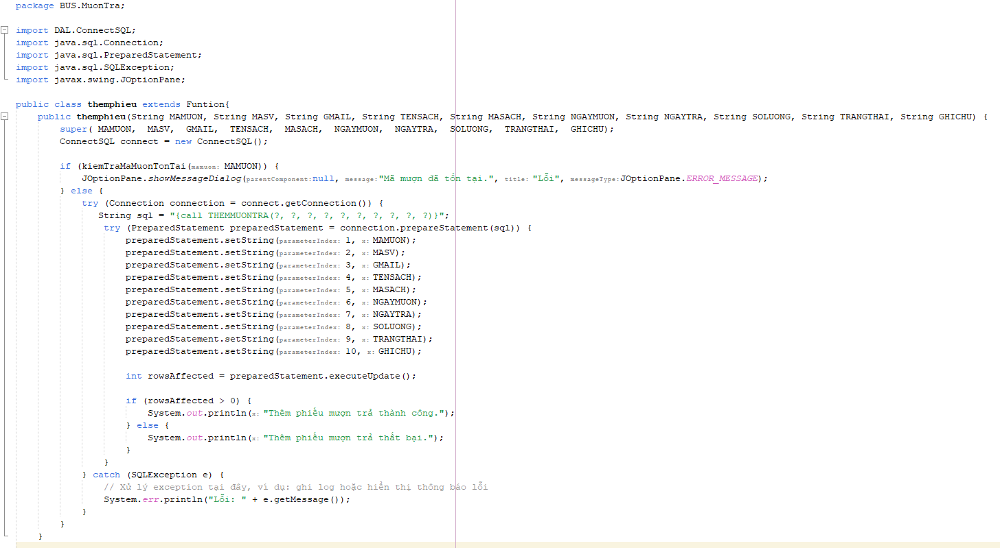 package BUS.MuonTra;
import DAL.ConnectSQL;
import java.sql.Connection;
import java.sql.PreparedStatement;
import java.sql.SQLException;
import javax.swing.JOptionPane;
public class themphieu extends Funtion{
public themphieu(String MAMUON, String MASV, String GMAIL, String TENSACH, String MASACH, String NGAYMUON, String NGAYTRA, String SOLUONG, String TRANGTHAI, String GHICHU) {
super( MAMUON, MASV, GMAIL, TENSACH, MASACH, NGAYMUON, NGAYTRA, SOLUONG, TRANGTHAI, GHICHU);
ConnectSQL connect = new ConnectSQL();
if (kiemTraMaMuonTonTai(mamuon: MAMUON)) {
JOptionPane.showMessageDialog(parentComponent:null, message:"Mã mượn đã tồn tại.", title: "Lỗi", messageType:JOptionPane.ERROR_MESSAGE);
} else {
try (Connection connection = connect.getConnection()) {
String sql = "{call THEMMUONTRA(?, ?, ?, ?, ?, ?, ?, ?, ?, ?)}";
try (PreparedStatement preparedStatement = connection.prepareStatement(sql)) {
preparedStatement.setString(parameterIndex: 1, x: MAMUON);
preparedStatement.setString(parameterIndex: 2, x: MASV);
preparedStatement.setString(parameterIndex: 3, x: GMAIL);
preparedStatement.setString(parameterIndex: 4, x: TENSACH);
preparedStatement.setString(parameterIndex: 5, x: MASACH);
preparedStatement.setString(parameterIndex: 6, x: NGAYMUON);
preparedStatement.setString(parameterIndex: 7, x: NGAYTRA);
preparedStatement.setString(parameterIndex: 8, x: SOLUONG);
preparedStatement.setString(parameterIndex: 9, x: TRANGTHAI);
preparedStatement.setString(parameterIndex: 10, x: GHICHU);
int rowsAffected = preparedStatement.executeUpdate();
if (rowsAffected > 0) {
System.out.println(x: "Thêm phiếu mượn trả thành công.");
} else {
System.out.println(x: "Thêm phiếu mượn trả thất bại.");
}
}
} catch (SQLException e) {
// Xử lý exception tại đây, ví dụ: ghi log hoặc hiển thị thông báo lỗi
System.err.println("Lỗi: " + e.getMessage());
}
}
}